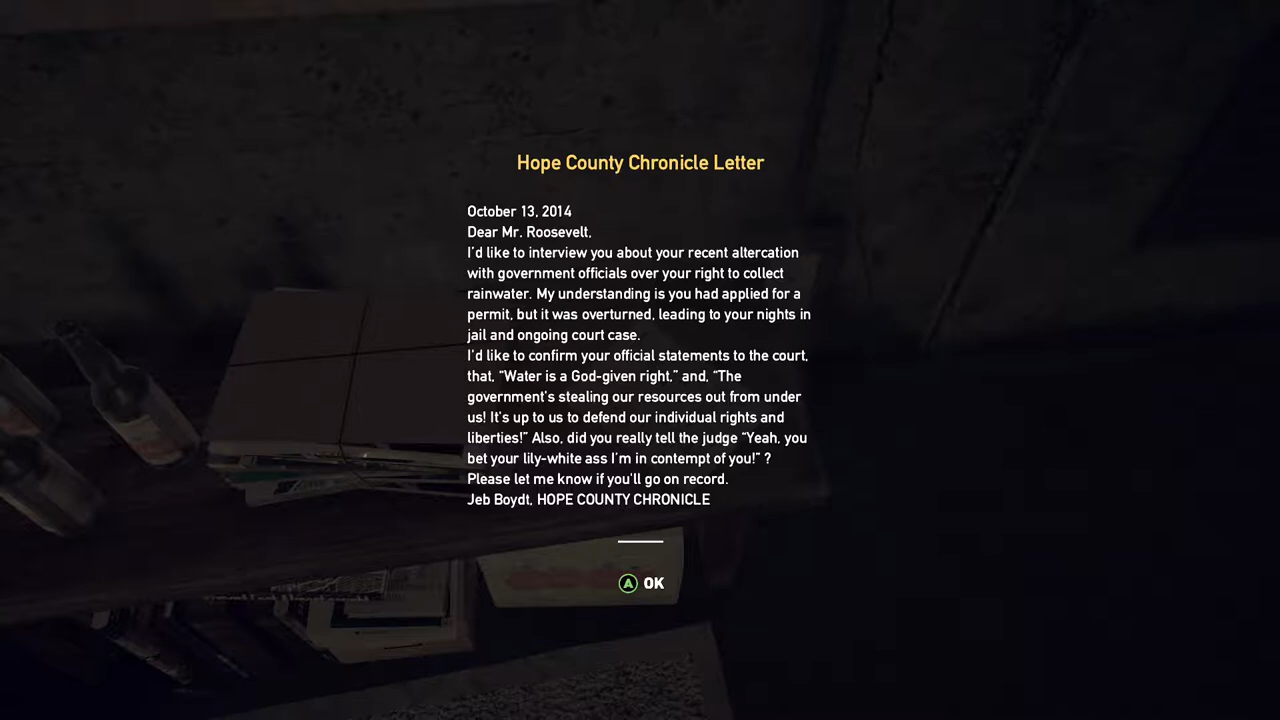 Hope County Chronicle Letter
October 13, 2014
Dear Mr. Roosevelt,
I'd like to interview you about your recent altercation
with government officials over your right to collect
rainwater. My understanding is you had applied for a
permit, but it was overturned, leading to your nights in
jail and ongoing court case.
I'd like to confirm your official statements to the court,
that, “Water is a God-given right,” and, “The
government's stealing our resources out from under
us! It's up to us to defend our individual rights and
liberties!” Also, did you really tell the judge “Yeah, you
bet your lily-white ass I'm in contempt of you!” ?
Please let me know if you'll go on record.
Jeb Boydt, HOPE COUNTY CHRONICLE
A OK